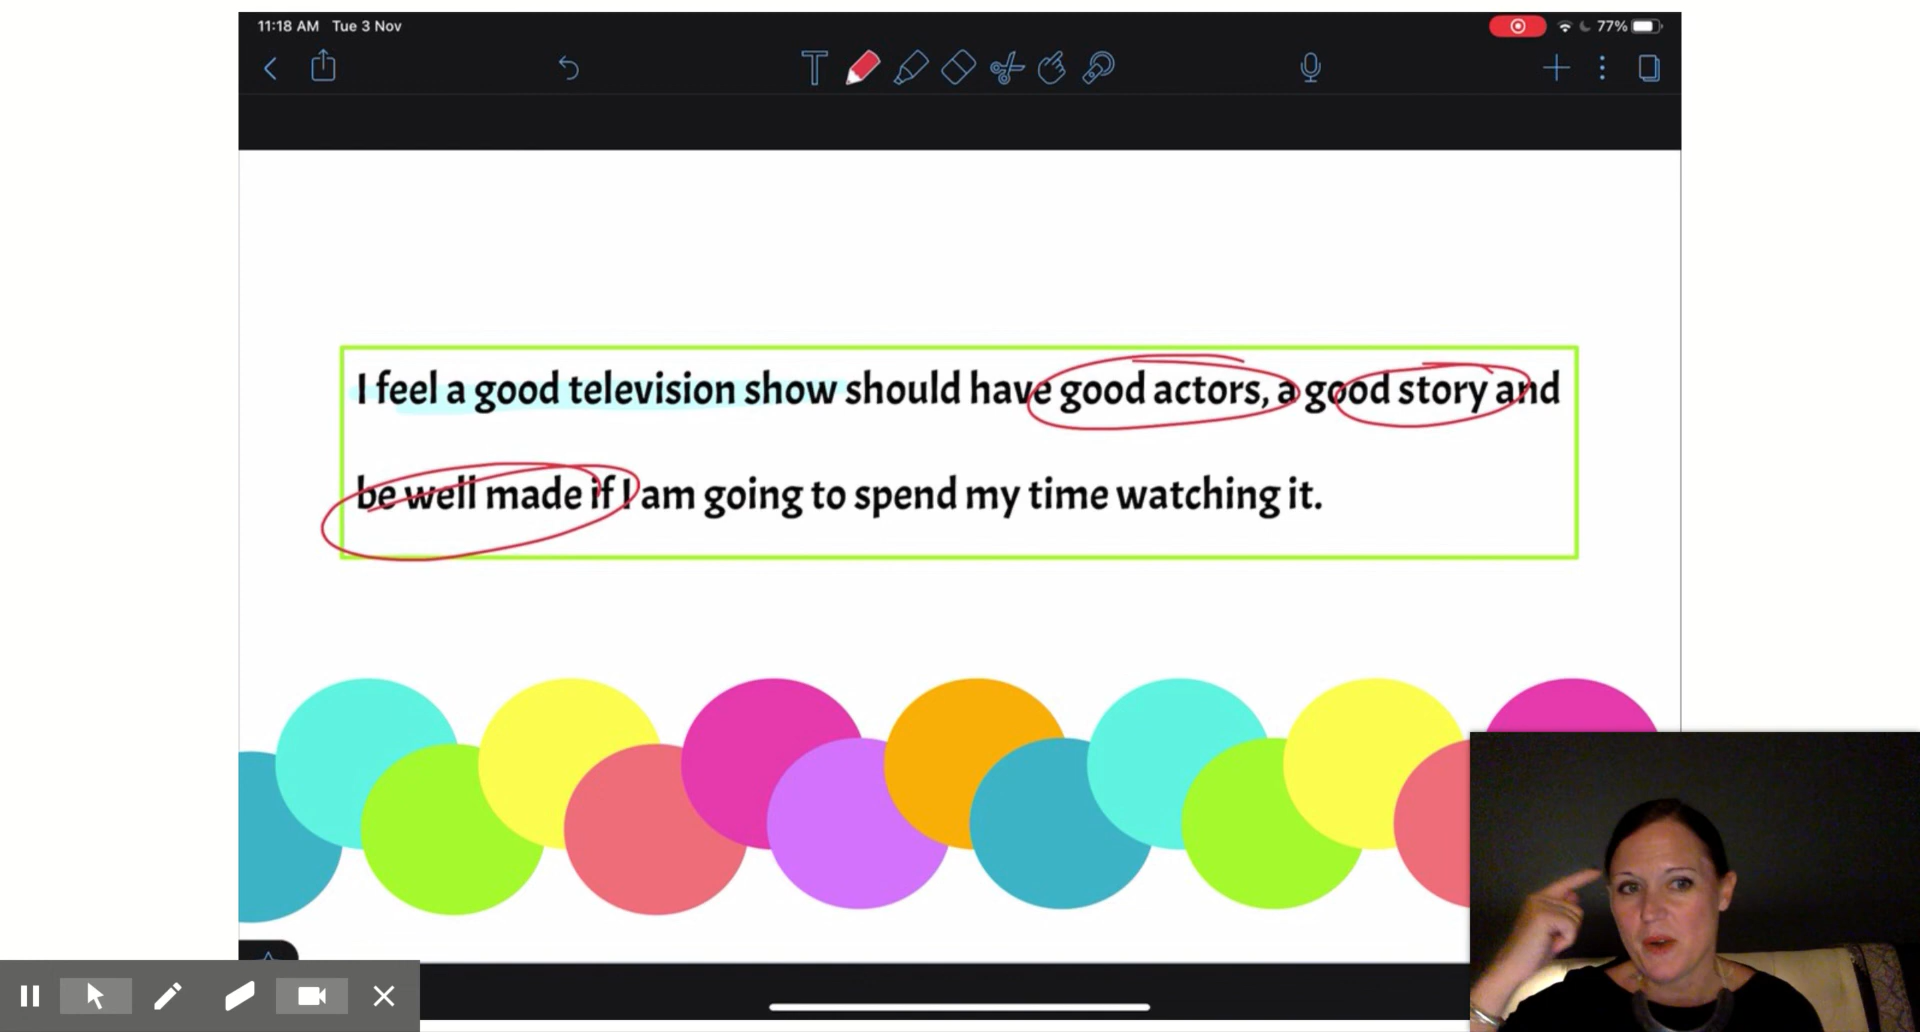 11:18 AM Tue 3 Nov
77%
T
I feel a good television show should have good actors, a good story and
be well made if I am going to spend my time watching it.